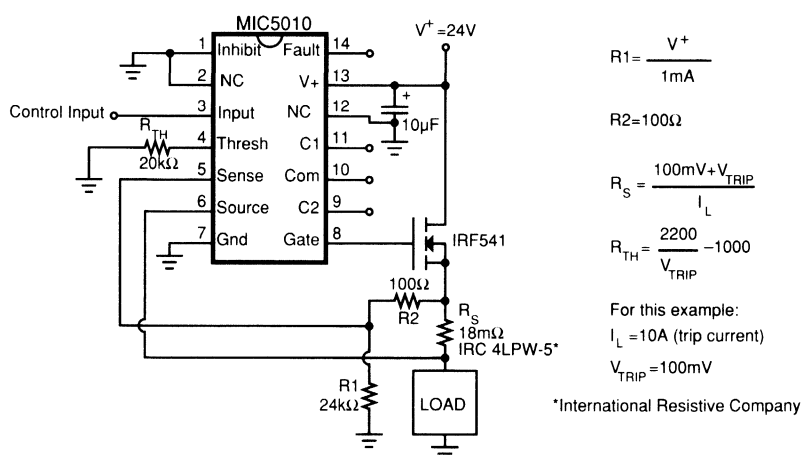 MIC5010
V+ =24V
1 Inhibit Fault 14
2 NC V+ 13
Control Input 3 Input NC 12
+
10µF
RTH
20kΩ
4 Thresh C1 11
5 Sense Com 10
6 Source C2 9
7 Gnd Gate 8
IRF541
100Ω
R2
RS
18mΩ
IRC 4LPW-5*
R1
24kΩ
LOAD
R1= V+ / 1mA
R2=100Ω
RS = 100mV+VTRIP / IL
RTH = 2200 / VTRIP –1000
For this example:
IL =10A (trip current)
VTRIP =100mV
*International Resistive Company